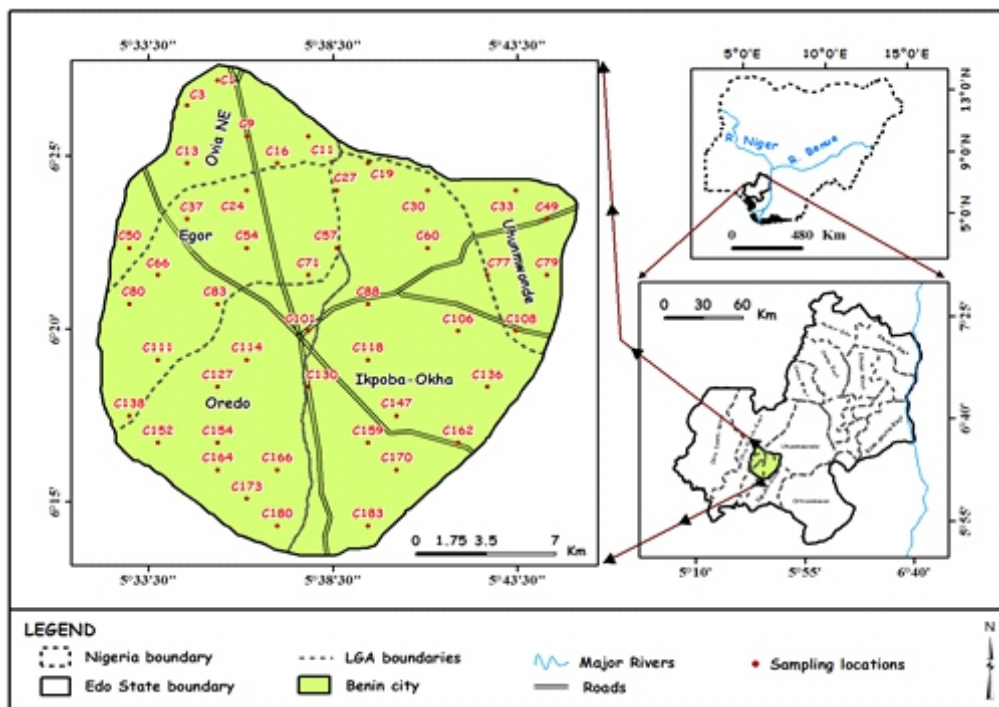 5°33'30"
5°38'30"
5°43'30"
C1
C3
C9
Ovia NE
C11
C13
C16
C19
6°25'
C27
C37
C24
C30
C33
C49
Egor
C50
C54
C57
C60
Uhunmwonde
C66
C71
C77
C79
C80
C83
C88
C101
C106
C108
6°20'
C111
C114
C118
C127
C130
Ikpoba-Okha
C136
C138
Oredo
C147
C152
C154
C159
C162
C164
C166
C170
C173
6°15'
C180
C183
0 1.75 3.5 7
Km
5°33'30"
5°38'30"
5°43'30"
5°0'E
10°0'E
15°0'E
13°0'N
R. Niger
R. Benue
9°0'N
5°0'N
0 480 Km
0 30 60
Km
7°25'
6°40'
5°55'
5°10'
5°55'
6°40'
LEGEND
Nigeria boundary
LGA boundaries
Major Rivers
Sampling locations
Edo State boundary
Benin city
Roads
N